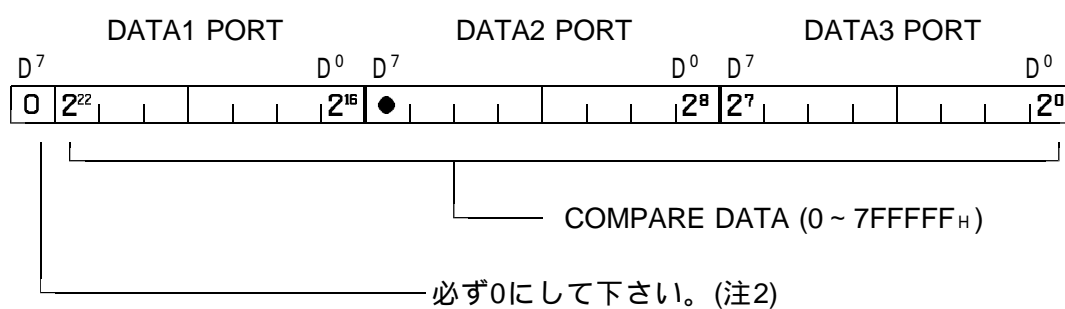 DATA1 PORT DATA2 PORT DATA3 PORT
D⁷ D⁰ D⁷ D⁰ D⁷ D⁰
0 2²² 2¹⁶ ● 2⁸ 2⁷ 2⁰
COMPARE DATA (0 ~ 7FFFFFH)
必ず0にして下さい。(注2)